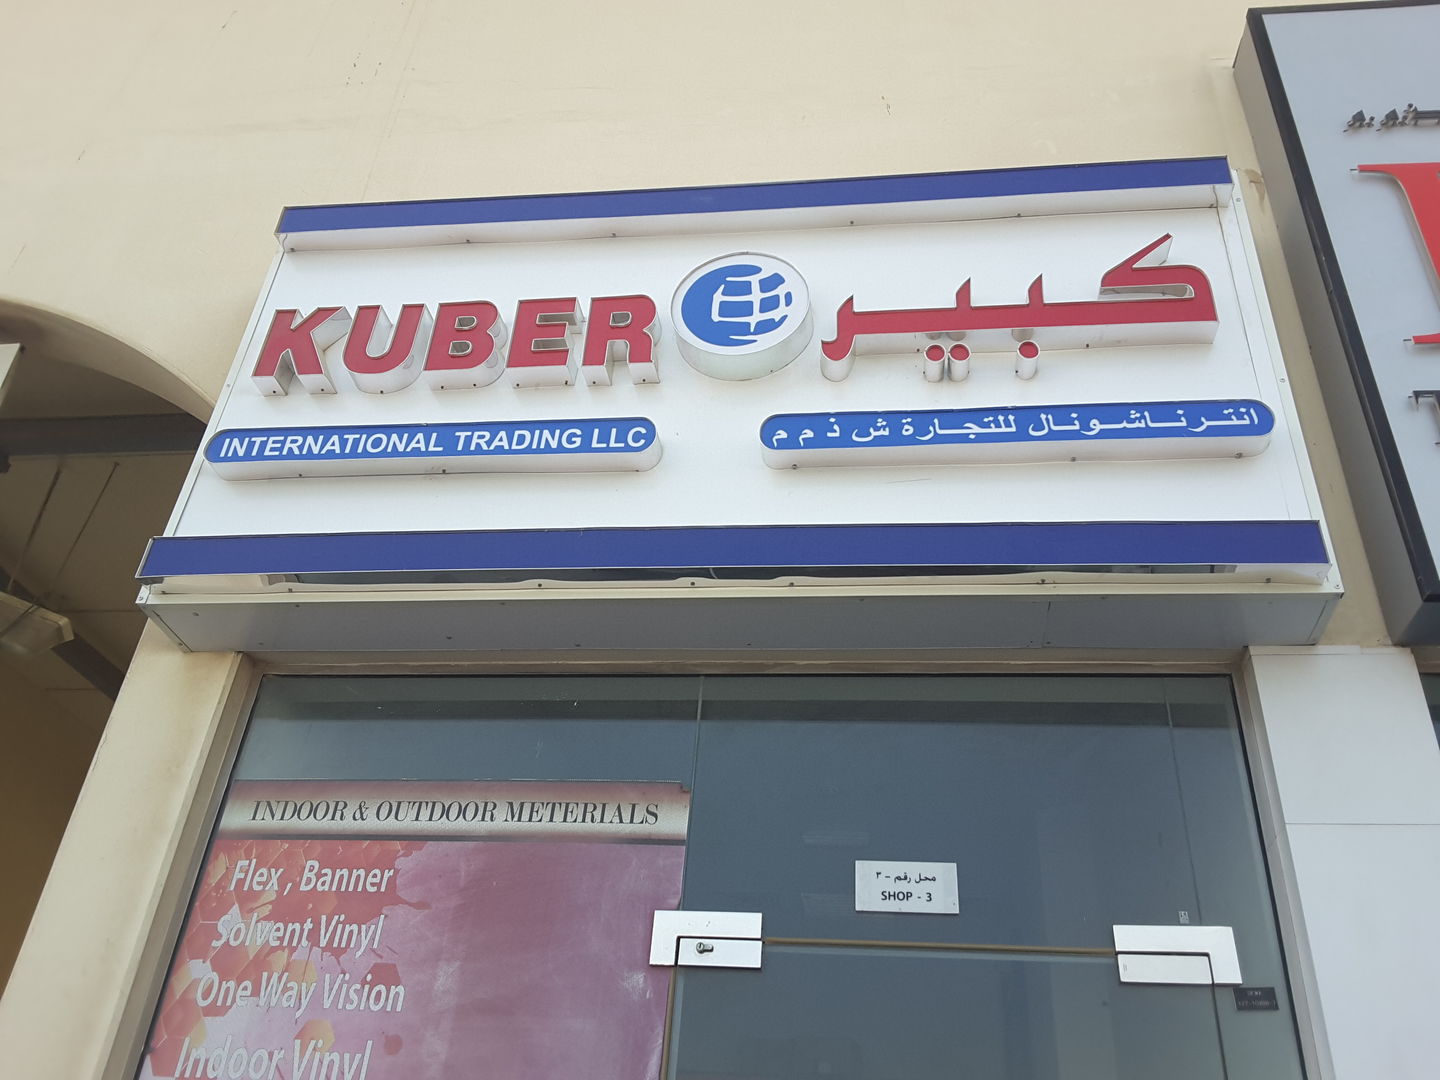 KUBER
كبير
INTERNATIONAL TRADING LLC
انترناشونال للتجارة ش ذ م م
INDOOR & OUTDOOR METERIALS
Flex , Banner
Solvent Vinyl
One Way Vision
Indoor Vinyl
محل رقم - ٣
SHOP - 3